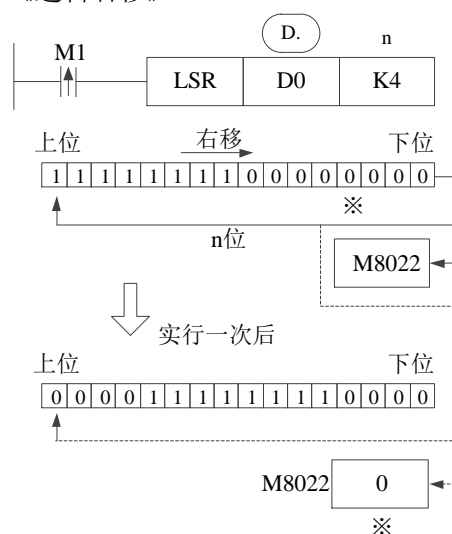 D.
n
M1
LSR D0 K4
上位 右移 下位
1 1 1 1 1 1 1 1 0 0 0 0 0 0 0 0
※
n位
M8022
实行一次后
上位 下位
0 0 0 0 1 1 1 1 1 1 1 1 0 0 0 0
M8022 0
※